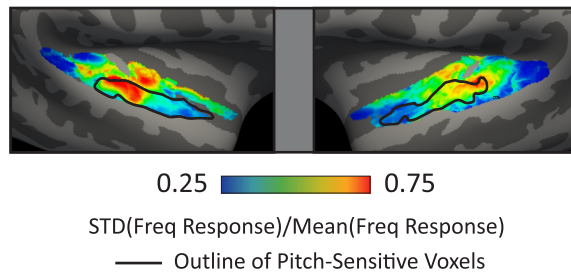 0.25 0.75
STD(Freq Response)/Mean(Freq Response)
Outline of Pitch-Sensitive Voxels